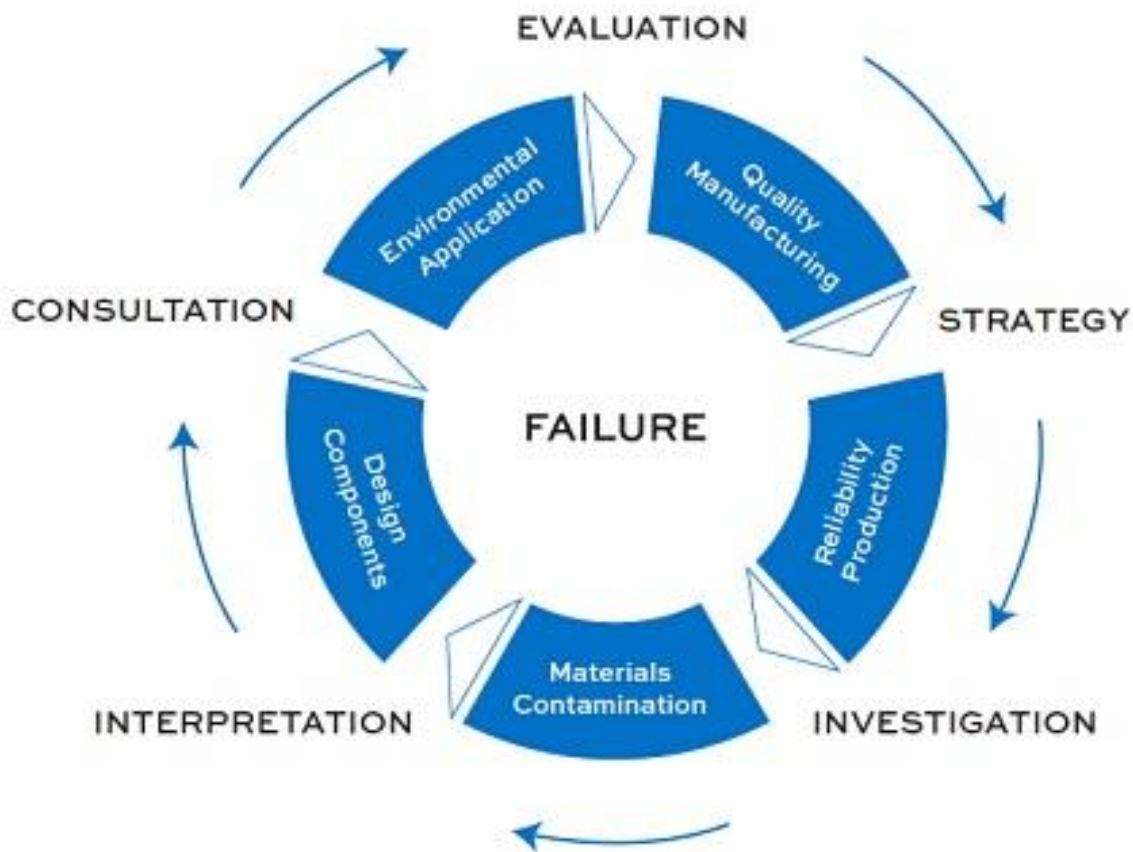 EVALUATION
Quality
Manufacturing
STRATEGY
Reliability
Production
INVESTIGATION
Materials
Contamination
INTERPRETATION
Design
Components
CONSULTATION
Environmental
Application
FAILURE